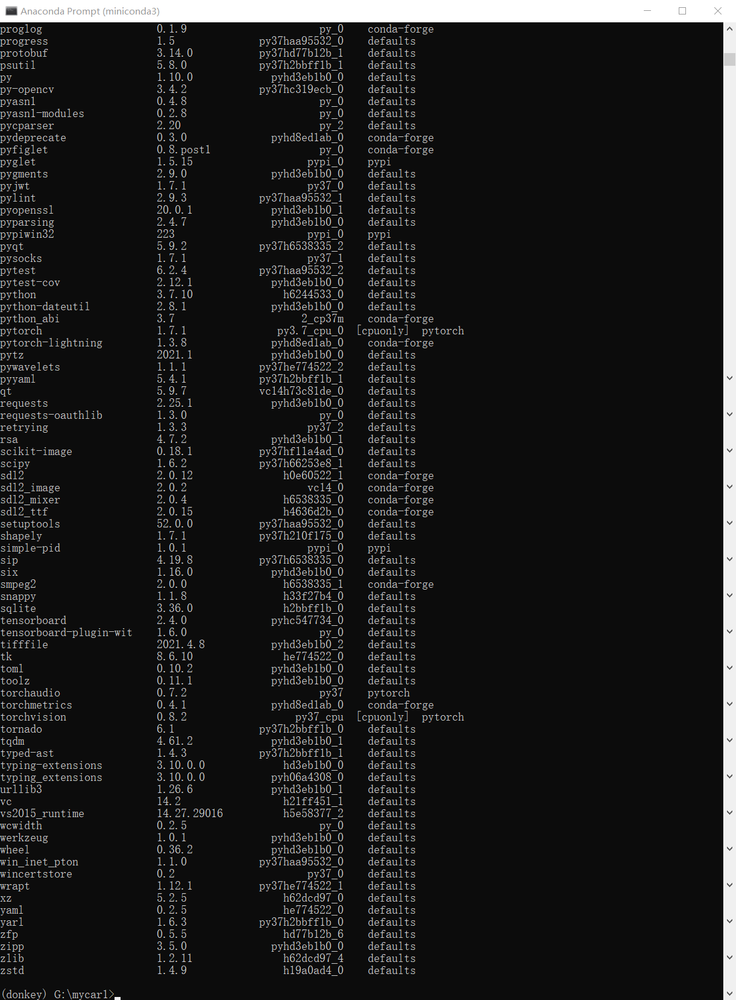 Anaconda Prompt (miniconda3)
proglog 0.1.9 py_0 conda-forge
progress 1.5 py37haa95532_0 defaults
protobuf 3.14.0 py37hd77b12b_1 defaults
psutil 5.8.0 py37h2bbff1b_1 defaults
py 1.10.0 pyhd3eb1b0_0 defaults
py-opencv 3.4.2 py37hc319ecb_0 defaults
pyasn1 0.4.8 py_0 defaults
pyasn1-modules 0.2.8 py_0 defaults
pycparser 2.20 py_2 defaults
pydeprecate 0.3.0 pyhd8ed1ab_0 conda-forge
pyfiglet 0.8.post1 py_0 conda-forge
pyglet 1.5.15 pypi_0 pypi
pygments 2.9.0 pyhd3eb1b0_0 defaults
pyjwt 1.7.1 py37_0 defaults
pylint 2.9.3 py37haa95532_1 defaults
pyopenssl 20.0.1 pyhd3eb1b0_1 defaults
pyparsing 2.4.7 pyhd3eb1b0_0 defaults
pypiwin32 223 pypi_0 pypi
pyqt 5.9.2 py37h6538335_2 defaults
pysocks 1.7.1 py37_1 defaults
pytest 6.2.4 py37haa95532_2 defaults
pytest-cov 2.12.1 pyhd3eb1b0_0 defaults
python 3.7.10 h6244533_0 defaults
python-dateutil 2.8.1 pyhd3eb1b0_0 defaults
python_abi 3.7 2_cp37m conda-forge
pytorch 1.7.1 py3.7_cpu_0 [cpuonly] pytorch
pytorch-lightning 1.3.8 pyhd8ed1ab_0 conda-forge
pytz 2021.1 pyhd3eb1b0_0 defaults
pywavelets 1.1.1 py37he774522_2 defaults
pyyaml 5.4.1 py37h2bbff1b_1 defaults
qt 5.9.7 vc14h73c81de_0 defaults
requests 2.25.1 pyhd3eb1b0_0 defaults
requests-oauthlib 1.3.0 py_0 defaults
retrying 1.3.3 py37_2 defaults
rsa 4.7.2 pyhd3eb1b0_1 defaults
scikit-image 0.18.1 py37hf11a4ad_0 defaults
scipy 1.6.2 py37h66253e8_1 defaults
sdl2 2.0.12 h0e60522_1 conda-forge
sdl2_image 2.0.2 vc14_0 conda-forge
sdl2_mixer 2.0.4 h6538335_0 conda-forge
sdl2_ttf 2.0.15 h4636d2b_0 conda-forge
setuptools 52.0.0 py37haa95532_0 defaults
shapely 1.7.1 py37h210f175_0 defaults
simple-pid 1.0.1 pypi_0 pypi
sip 4.19.8 py37h6538335_0 defaults
six 1.16.0 pyhd3eb1b0_0 defaults
smpeg2 2.0.0 h6538335_1 conda-forge
snappy 1.1.8 h33f27b4_0 defaults
sqlite 3.36.0 h2bbff1b_0 defaults
tensorboard 2.4.0 pyhc547734_0 defaults
tensorboard-plugin-wit 1.6.0 py_0 defaults
tifffile 2021.4.8 pyhd3eb1b0_2 defaults
tk 8.6.10 he774522_0 defaults
toml 0.10.2 pyhd3eb1b0_0 defaults
toolz 0.11.1 pyhd3eb1b0_0 defaults
torchaudio 0.7.2 py37 pytorch
torchmetrics 0.4.1 pyhd8ed1ab_0 conda-forge
torchvision 0.8.2 py37_cpu [cpuonly] pytorch
tornado 6.1 py37h2bbff1b_0 defaults
tqdm 4.61.2 pyhd3eb1b0_1 defaults
typed-ast 1.4.3 py37h2bbff1b_1 defaults
typing-extensions 3.10.0.0 hd3eb1b0_0 defaults
typing_extensions 3.10.0.0 pyh06a4308_0 defaults
urllib3 1.26.6 pyhd3eb1b0_1 defaults
vc 14.2 h21ff451_1 defaults
vs2015_runtime 14.27.29016 h5e58377_2 defaults
wcwidth 0.2.5 py_0 defaults
werkzeug 1.0.1 pyhd3eb1b0_0 defaults
wheel 0.36.2 pyhd3eb1b0_0 defaults
win_inet_pton 1.1.0 py37haa95532_0 defaults
wincertstore 0.2 py37_0 defaults
wrapt 1.12.1 py37he774522_1 defaults
xz 5.2.5 h62dcd97_0 defaults
yaml 0.2.5 he774522_0 defaults
yarl 1.6.3 py37h2bbff1b_0 defaults
zfp 0.5.5 hd77b12b_6 defaults
zipp 3.5.0 pyhd3eb1b0_0 defaults
zlib 1.2.11 h62dcd97_4 defaults
zstd 1.4.9 h19a0ad4_0 defaults
(donkey) G:\mycar1>